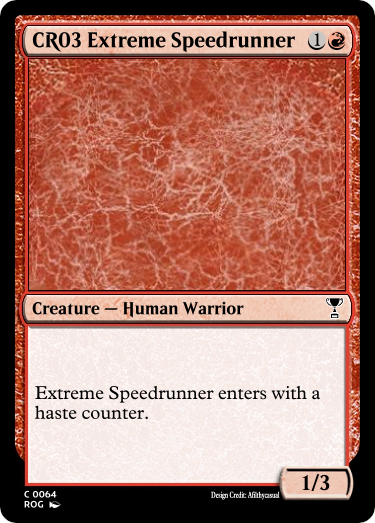 CR03 Extreme Speedrunner 1
Creature — Human Warrior
Extreme Speedrunner enters with a
haste counter.
1/3
C 0064
ROG
Design Credit: Afilthycasual